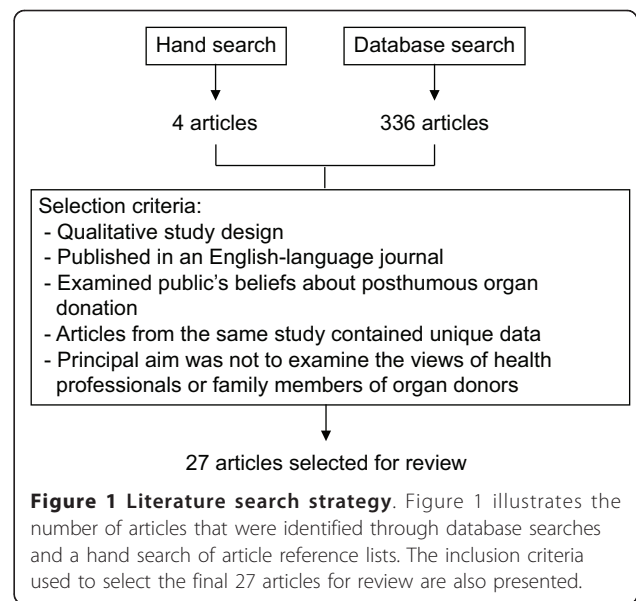 Hand search
Database search
4 articles
336 articles
Selection criteria:
- Qualitative study design
- Published in an English-language journal
- Examined public's beliefs about posthumous organ
donation
- Articles from the same study contained unique data
- Principal aim was not to examine the views of health
professionals or family members of organ donors
27 articles selected for review
Figure 1 Literature search strategy. Figure 1 illustrates the
number of articles that were identified through database searches
and a hand search of article reference lists. The inclusion criteria
used to select the final 27 articles for review are also presented.